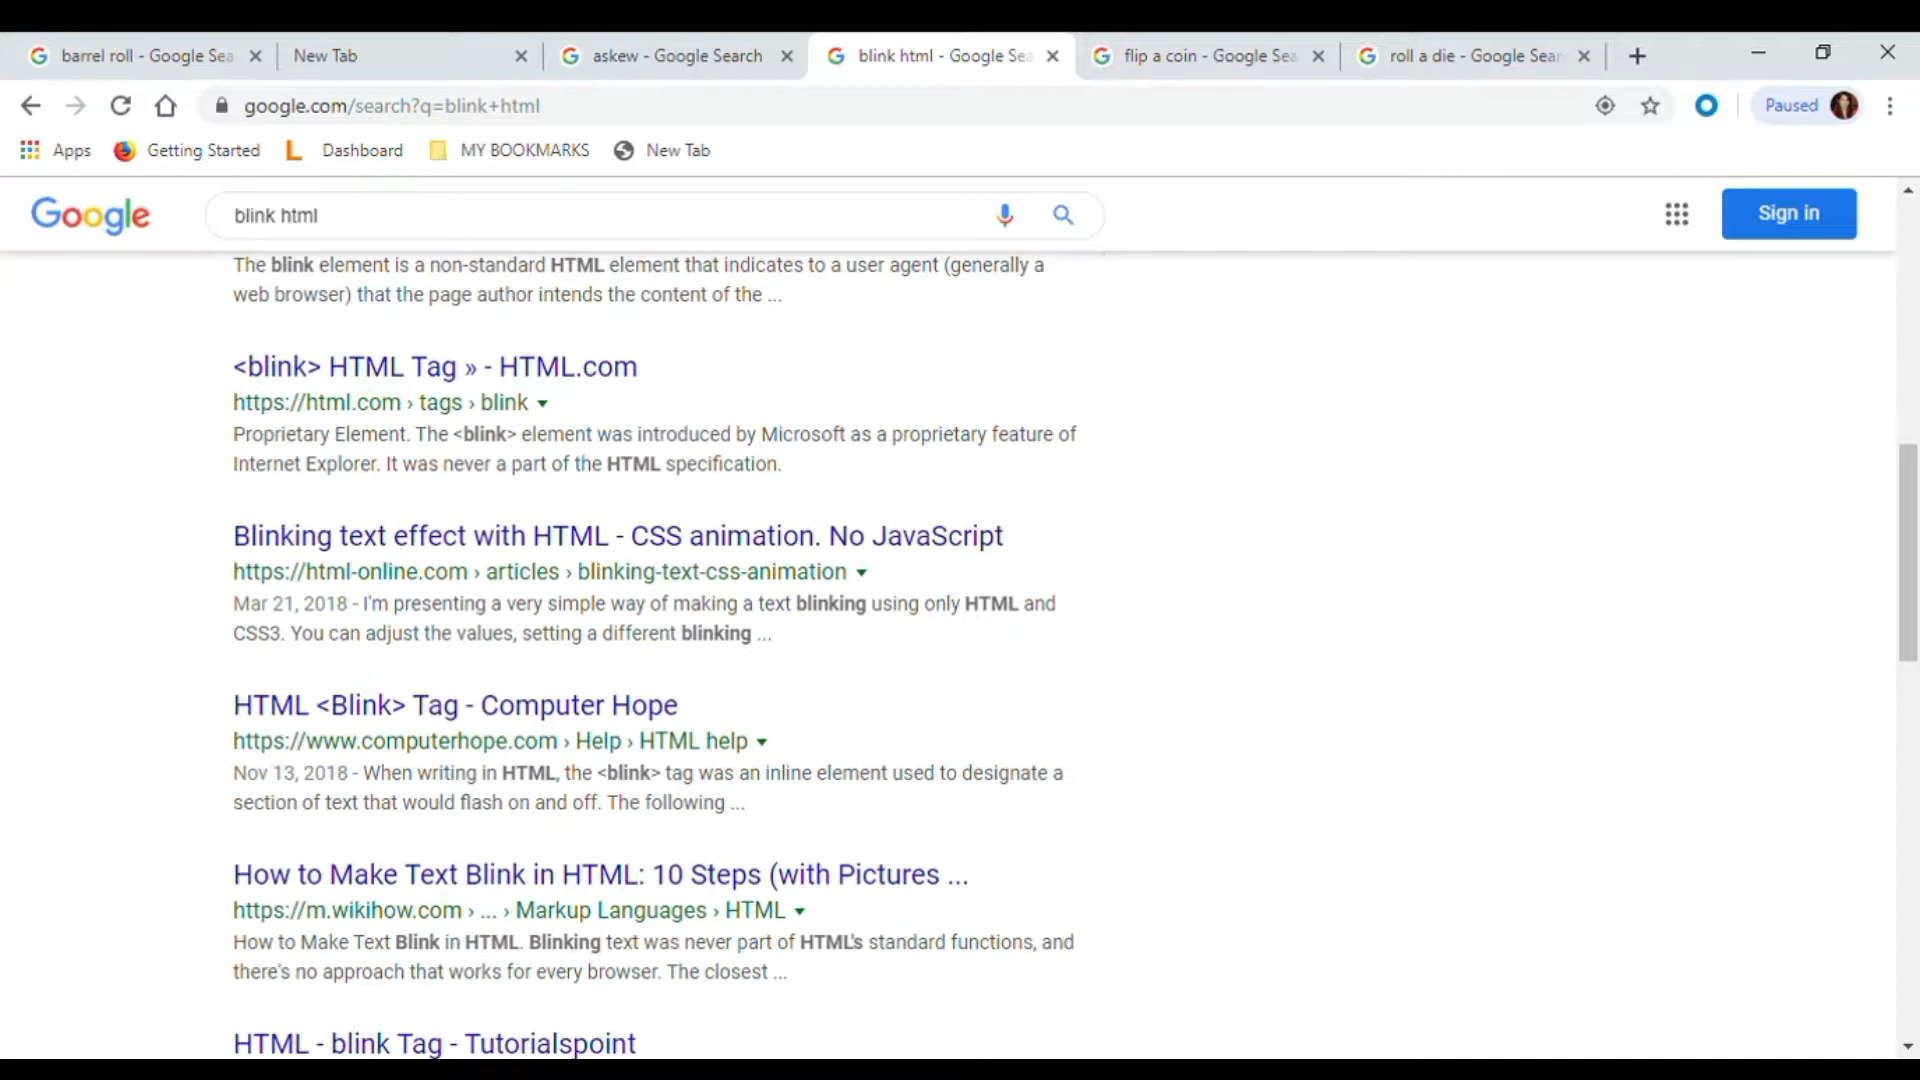 barrel roll - Google Sea
New Tab
askew - Google Search
blink html - Google Sea
flip a coin - Google Sea
roll a die - Google Sear
google.com/search?q=blink+html
Paused
Apps
Getting Started
Dashboard
MY BOOKMARKS
New Tab
Google
blink html
Sign in
The blink element is a non-standard HTML element that indicates to a user agent (generally a
web browser) that the page author intends the content of the ...
<blink> HTML Tag » - HTML.com
https://html.com › tags › blink
Proprietary Element. The <blink> element was introduced by Microsoft as a proprietary feature of
Internet Explorer. It was never a part of the HTML specification.
Blinking text effect with HTML - CSS animation. No JavaScript
https://html-online.com › articles › blinking-text-css-animation
Mar 21, 2018 - I'm presenting a very simple way of making a text blinking using only HTML and
CSS3. You can adjust the values, setting a different blinking ...
HTML <Blink> Tag - Computer Hope
https://www.computerhope.com › Help › HTML help
Nov 13, 2018 - When writing in HTML, the <blink> tag was an inline element used to designate a
section of text that would flash on and off. The following ...
How to Make Text Blink in HTML: 10 Steps (with Pictures ...
https://m.wikihow.com › ... › Markup Languages › HTML
How to Make Text Blink in HTML. Blinking text was never part of HTML's standard functions, and
there's no approach that works for every browser. The closest ...
HTML - blink Tag - Tutorialspoint